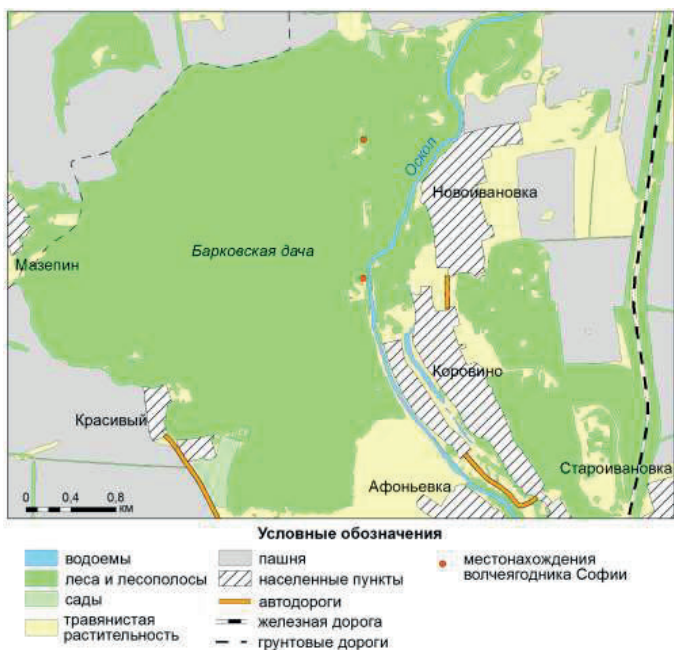 Оскол
Новоивановка
Барковская дача
Мазепин
Коровино
Красивый
Староивановка
Афоньевка
0 0,4 0,8
км
Условные обозначения
водоемы
леса и лесополосы
сады
травянистая
растительность
пашня
населенные пункты
автодороги
железная дорога
грунтовые дороги
местонахождения
волчеягодника Софии